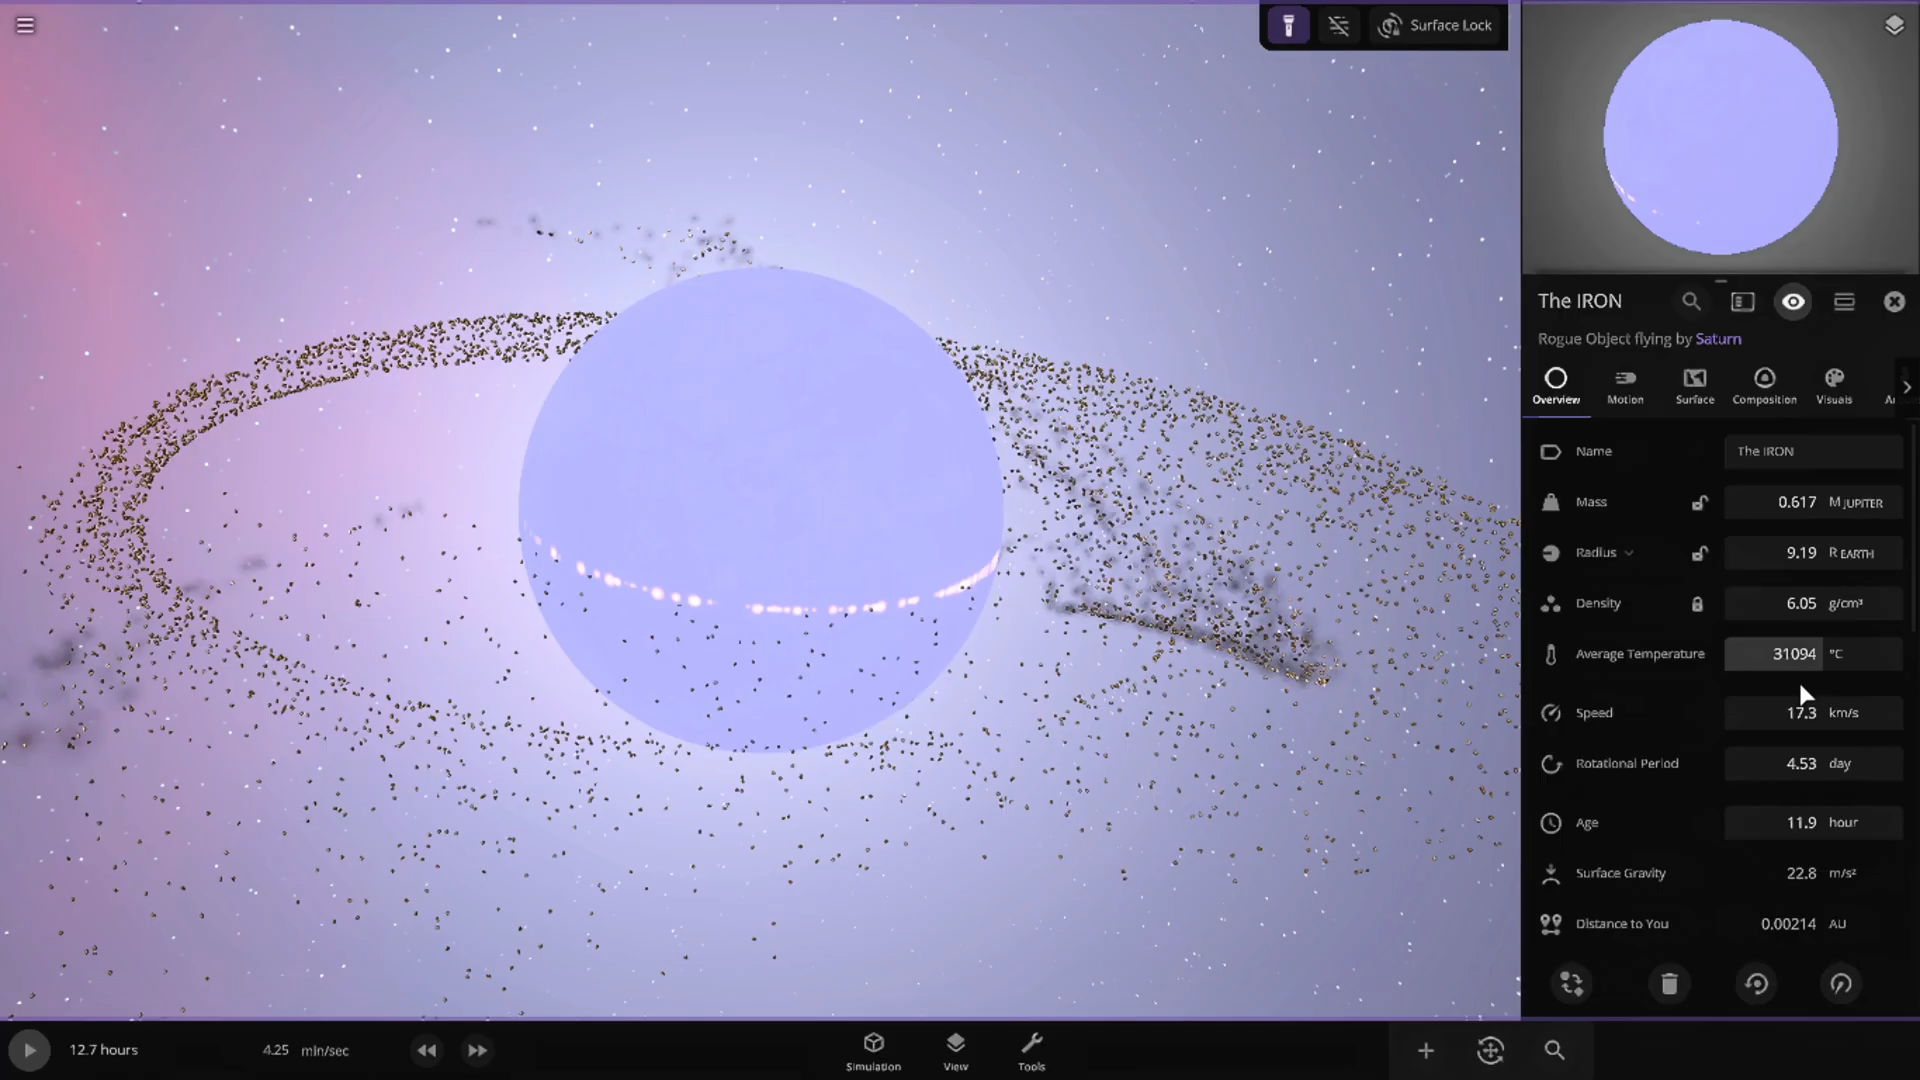 Surface Lock
The IRON
Rogue Object flying by Saturn
Overview
Motion
Surface
Composition
Visuals
Name The IRON
Mass 0.617 M JUPITER
Radius 9.19 R EARTH
Density 6.05 g/cm³
Average Temperature 31094 °C
Speed 17.3 km/s
Rotational Period 4.53 day
Age 11.9 hour
Surface Gravity 22.8 m/s²
Distance to You 0.00214 AU
12.7 hours
4.25 min/sec
Simulation
View
Tools